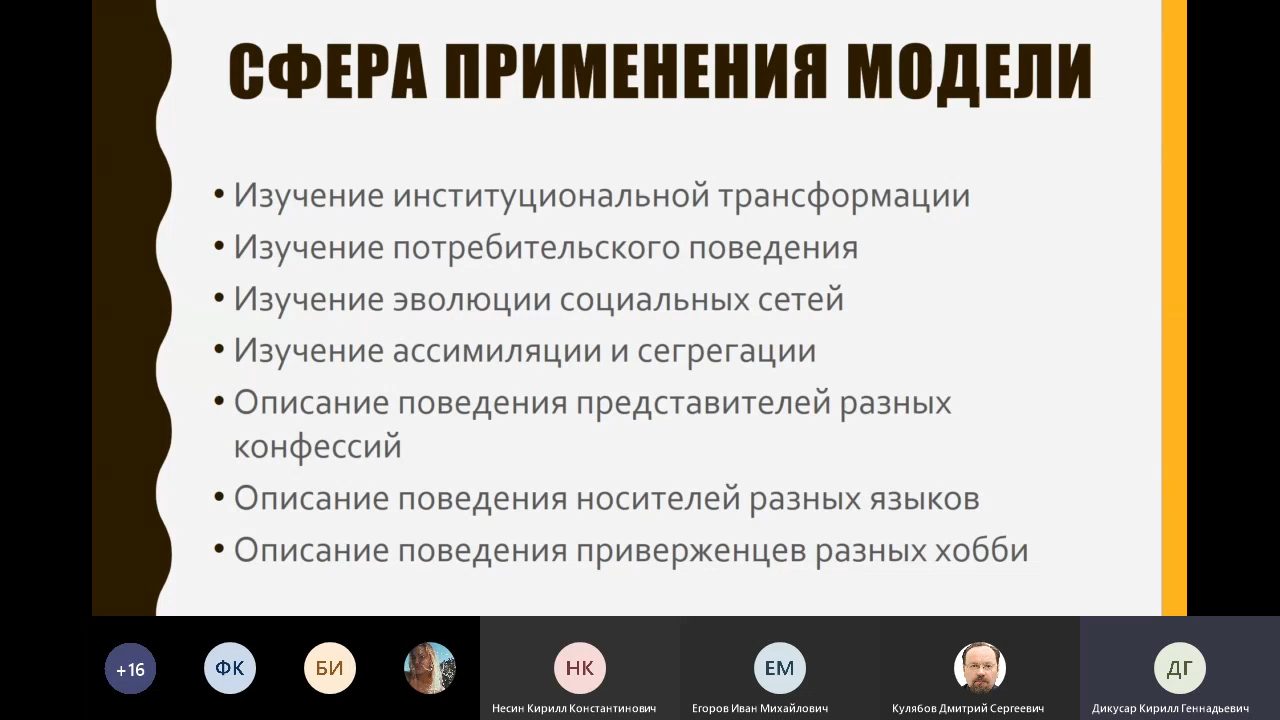 СФЕРА ПРИМЕНЕНИЯ МОДЕЛИ
• Изучение институциональной трансформации
• Изучение потребительского поведения
• Изучение эволюции социальных сетей
• Изучение ассимиляции и сегрегации
• Описание поведения представителей разных
конфессий
• Описание поведения носителей разных языков
• Описание поведения приверженцев разных хобби
+16 ФК БИ НК ЕМ ДГ
Несин Кирилл Константинович Егоров Иван Михайлович Кулябов Дмитрий Сергеевич Дикусар Кирилл Геннадьевич